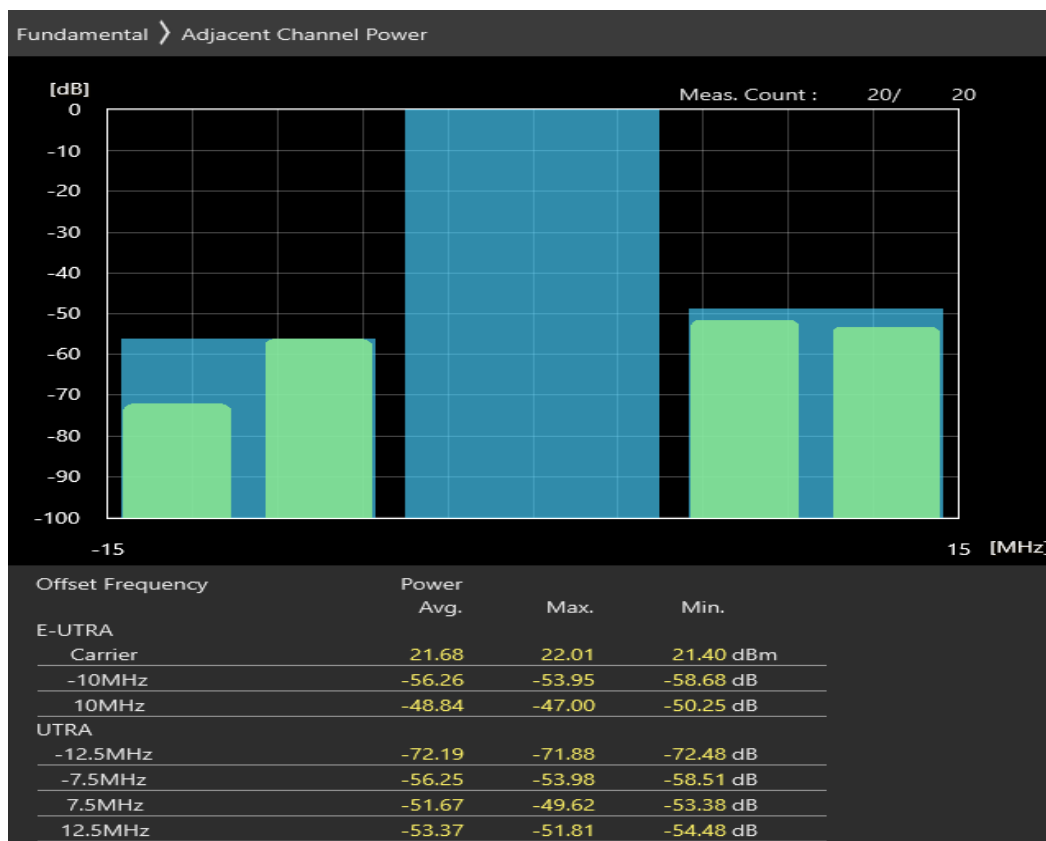 Fundamental 〉 Adjacent Channel Power
[dB]
Meas. Count : 20/ 20
0
-10
-20
-30
-40
-50
-60
-70
-80
-90
-100
-15 15 [MHz]
Offset Frequency Power
Avg. Max. Min.
E-UTRA
Carrier 21.68 22.01 21.40 dBm
-10MHz -56.26 -53.95 -58.68 dB
10MHz -48.84 -47.00 -50.25 dB
UTRA
-12.5MHz -72.19 -71.88 -72.48 dB
-7.5MHz -56.25 -53.98 -58.51 dB
7.5MHz -51.67 -49.62 -53.38 dB
12.5MHz -53.37 -51.81 -54.48 dB